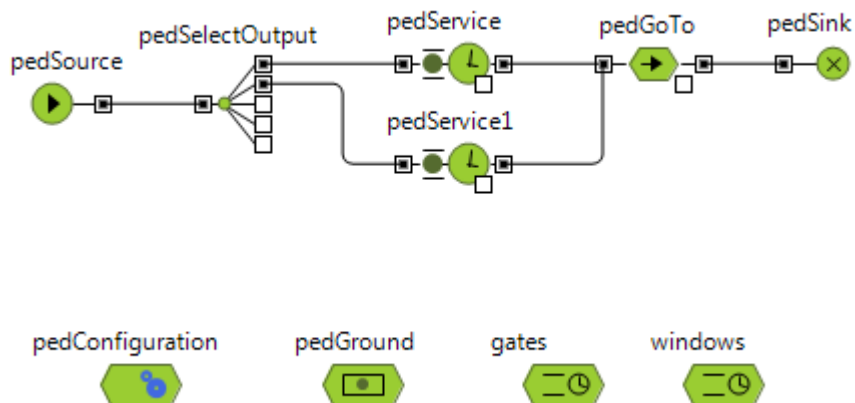 pedSource
pedSelectOutput
pedService
pedGoTo
pedSink
pedService1
pedConfiguration
pedGround
gates
windows